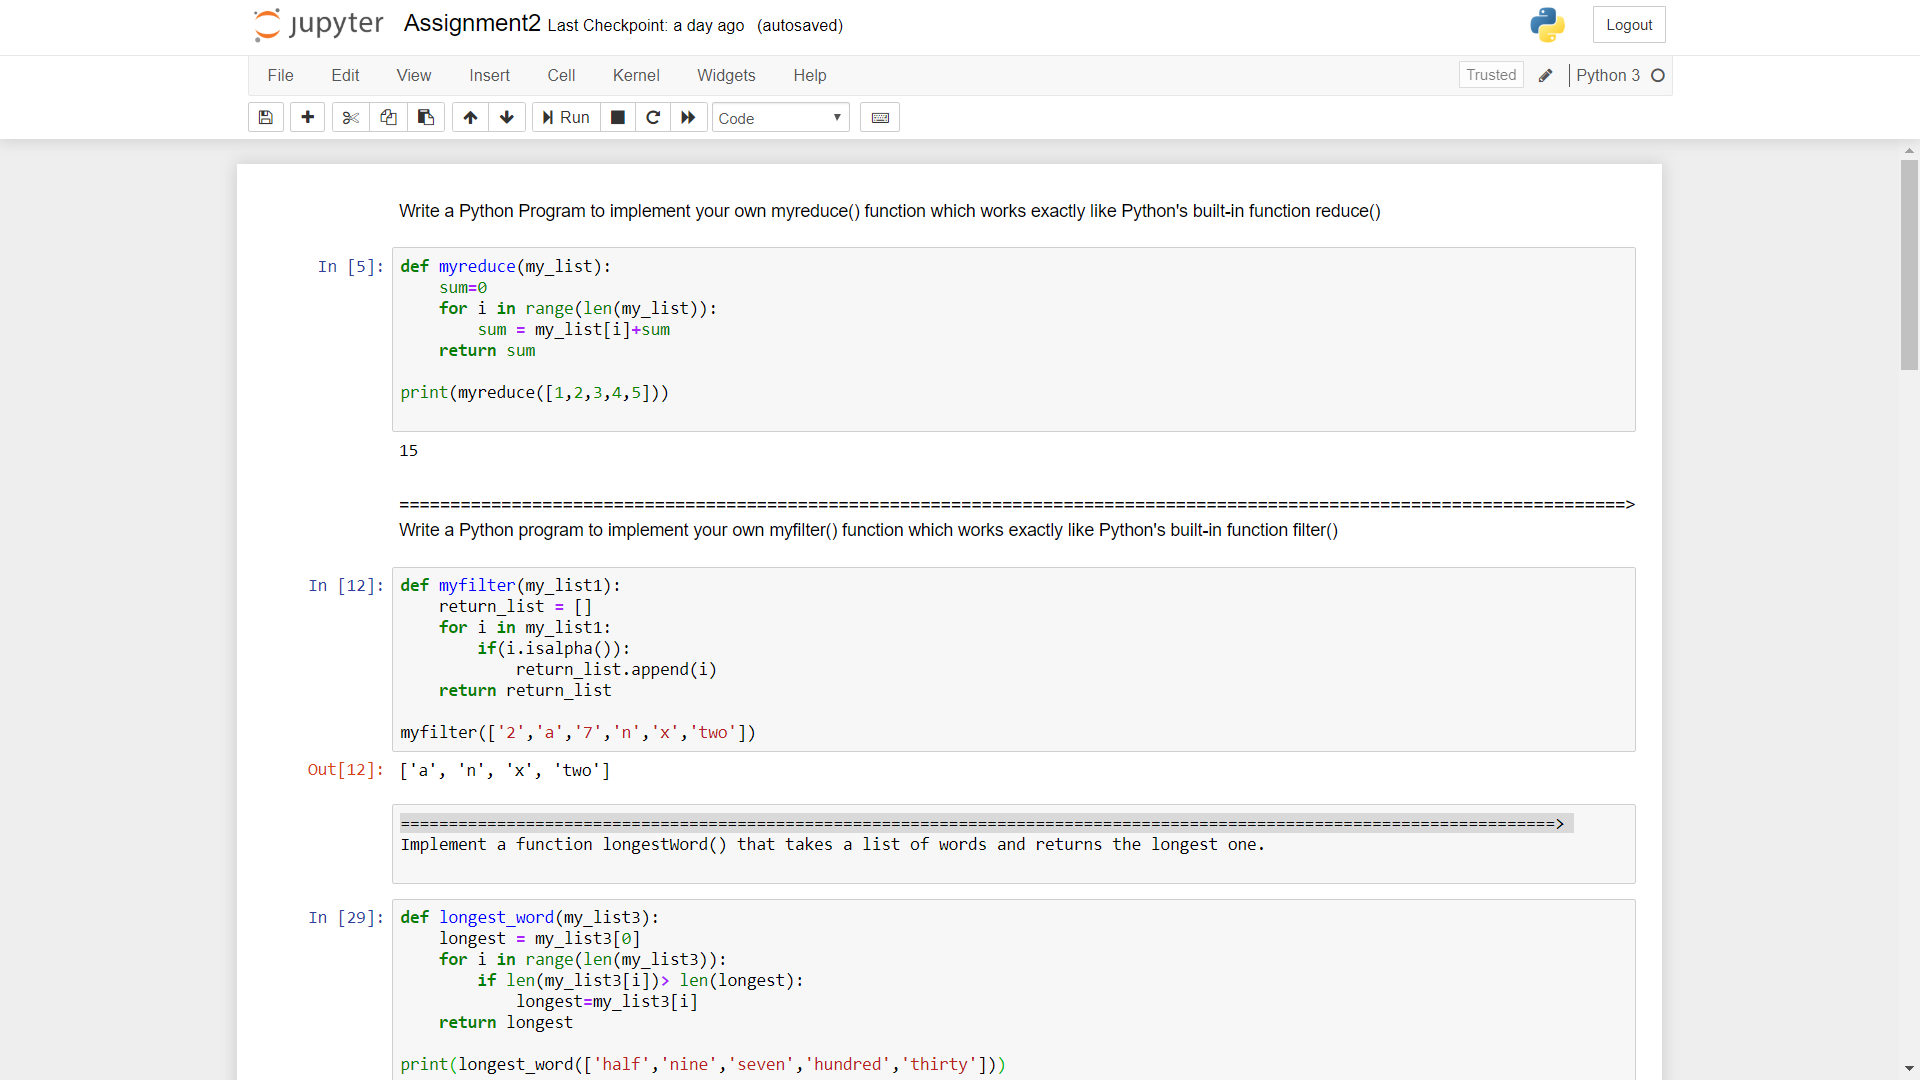 jupyter Assignment2 Last Checkpoint: a day ago (autosaved) Logout
File Edit View Insert Cell Kernel Widgets Help Trusted Python 3
Run Code
Write a Python Program to implement your own myreduce() function which works exactly like Python's built-in function reduce()
In [5]: def myreduce(my_list):
    sum=0
    for i in range(len(my_list)):
        sum = my_list[i]+sum
    return sum
print(myreduce([1,2,3,4,5]))
15
========================================================================================================================>
Write a Python program to implement your own myfilter() function which works exactly like Python's built-in function filter()
In [12]: def myfilter(my_list1):
    return_list = []
    for i in my_list1:
        if(i.isalpha()):
            return_list.append(i)
    return return_list
myfilter(['2','a','7','n','x','two'])
Out[12]: ['a', 'n', 'x', 'two']
========================================================================================================================>
Implement a function longestWord() that takes a list of words and returns the longest one.
In [29]: def longest_word(my_list3):
    longest = my_list3[0]
    for i in range(len(my_list3)):
        if len(my_list3[i])> len(longest):
            longest=my_list3[i]
    return longest
print(longest_word(['half','nine','seven','hundred','thirty']))